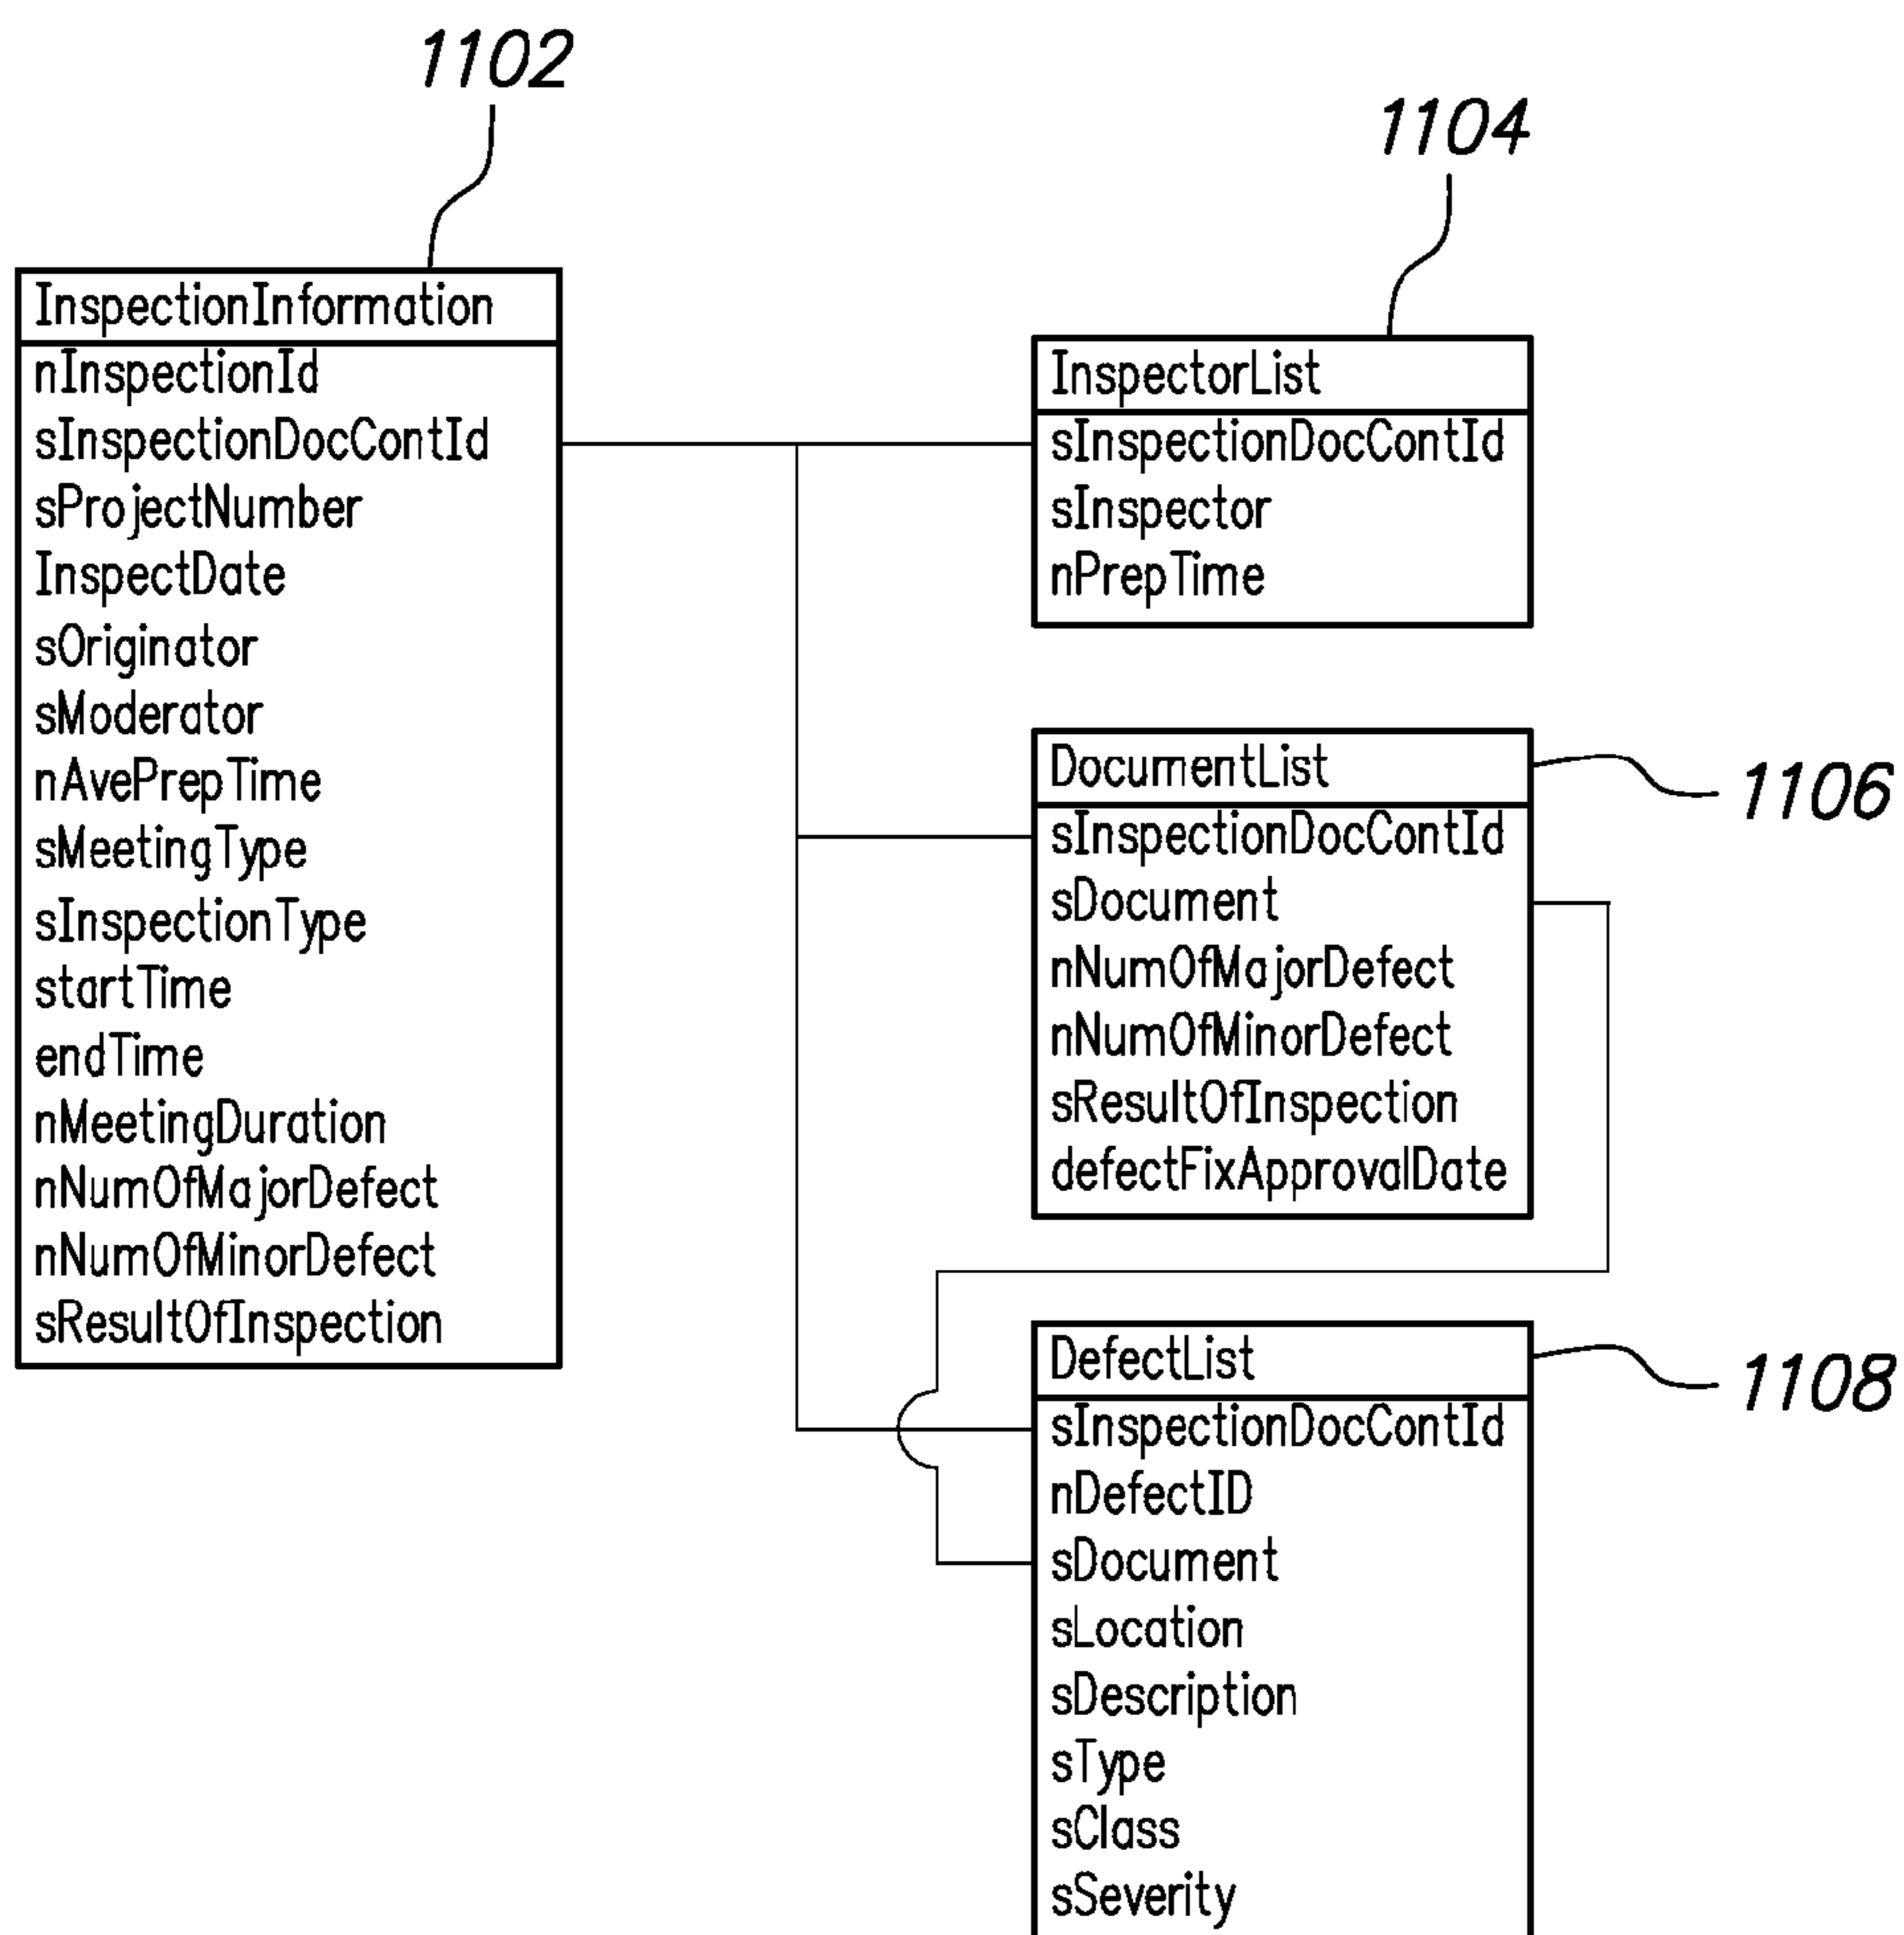 1102
InspectionInformation
nInspectionId
sInspectionDocContId
sProjectNumber
InspectDate
sOriginator
sModerator
nAvePrepTime
sMeetingType
sInspectionType
startTime
endTime
nMeetingDuration
nNumOfMajorDefect
nNumOfMinorDefect
sResultOfInspection
1104
InspectorList
sInspectionDocContId
sInspector
nPrepTime
1106
DocumentList
sInspectionDocContId
sDocument
nNumOfMajorDefect
nNumOfMinorDefect
sResultOfInspection
defectFixApprovalDate
1108
DefectList
sInspectionDocContId
nDefectID
sDocument
sLocation
sDescription
sType
sClass
sSeverity